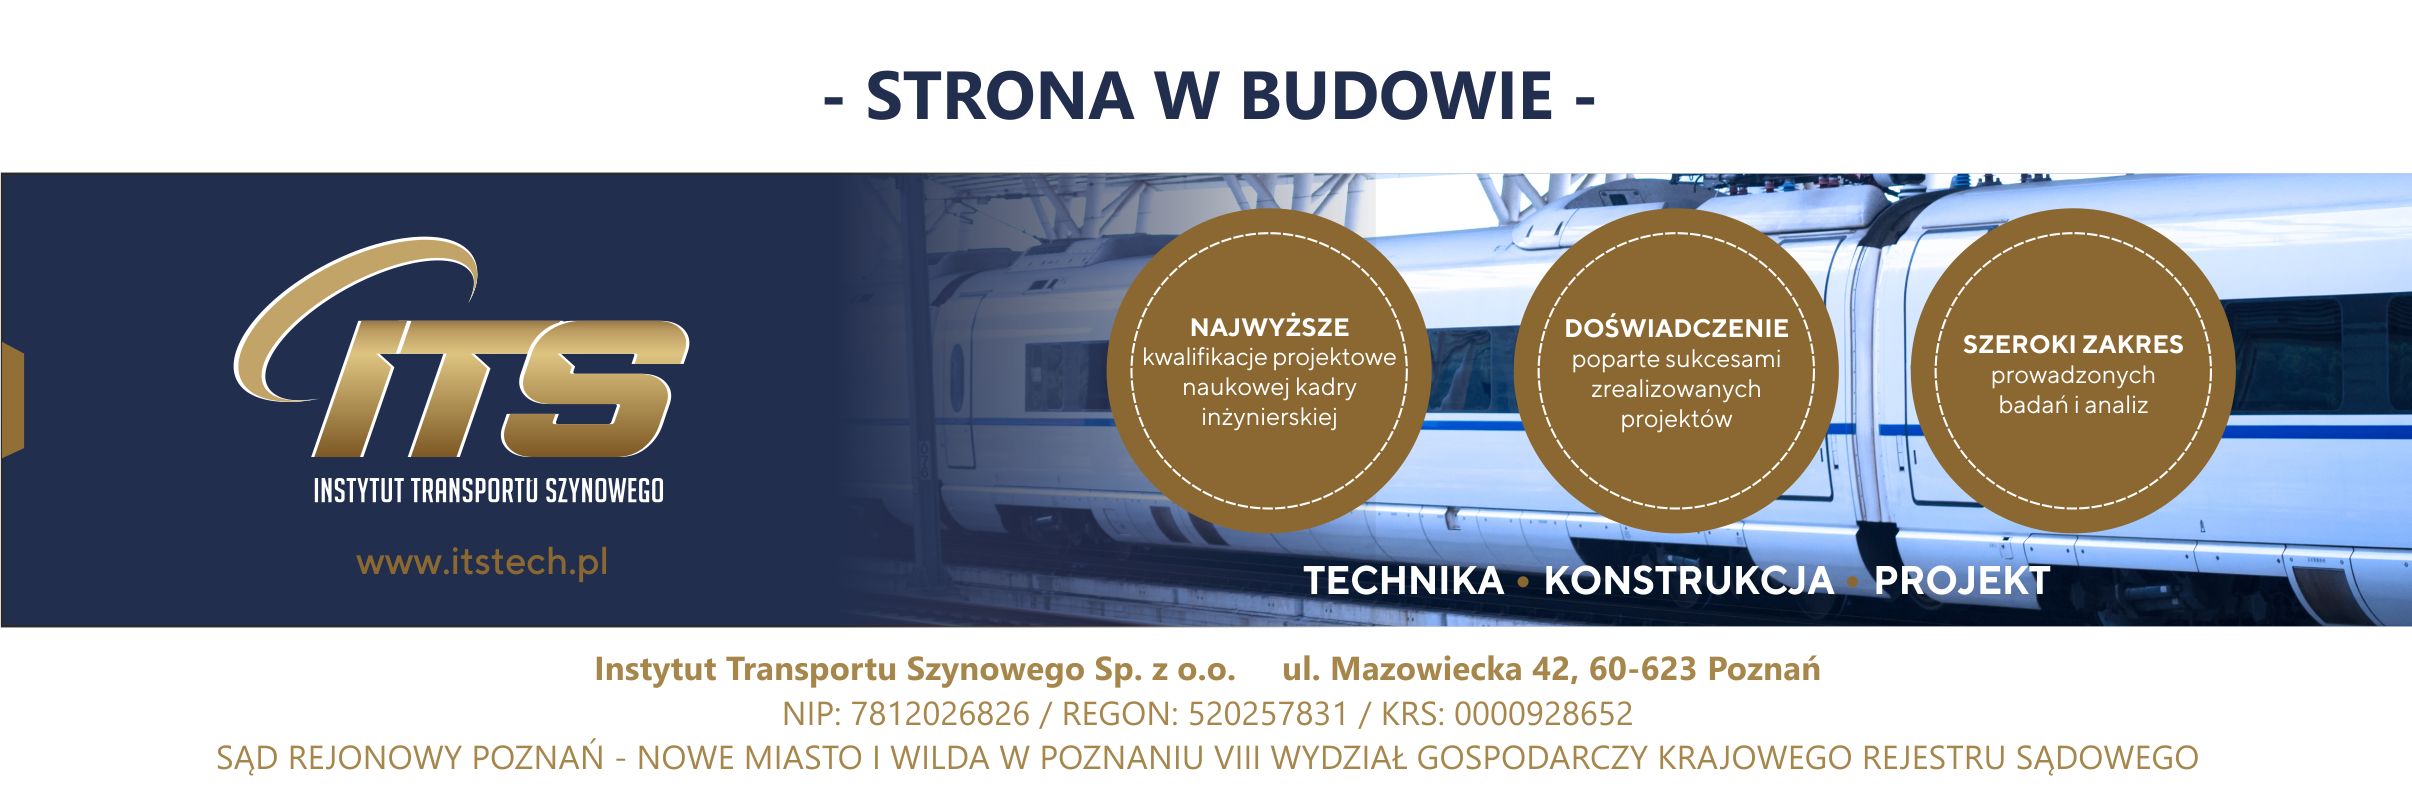 - STRONA W BUDOWIE -
ITS
INSTYTUT TRANSPORTU SZYNOWEGO
www.itstech.pl
NAJWYŻSZE
kwalifikacje projektowe
naukowej kadry
inżynierskiej
DOŚWIADCZENIE
poparte sukcesami
zrealizowanych
projektów
SZEROKI ZAKRES
prowadzonych
badań i analiz
TECHNIKA • KONSTRUKCJA • PROJEKT
Instytut Transportu Szynowego Sp. z o.o. ul. Mazowiecka 42, 60-623 Poznań
NIP: 7812026826 / REGON: 520257831 / KRS: 0000928652
SĄD REJONOWY POZNAŃ - NOWE MIASTO I WILDA W POZNANIU VIII WYDZIAŁ GOSPODARCZY KRAJOWEGO REJESTRU SĄDOWEGO